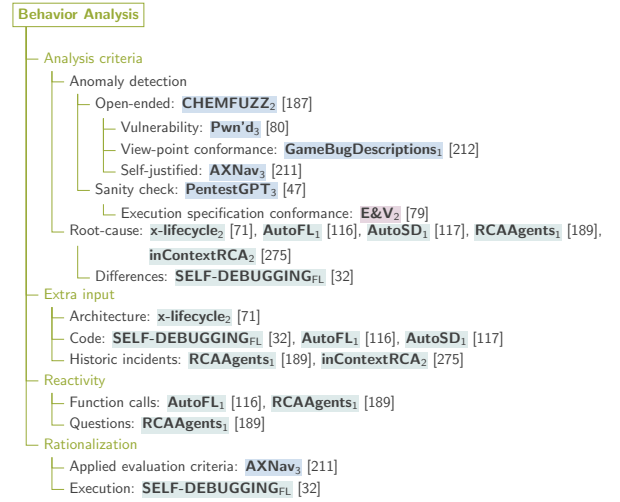 Behavior Analysis
Analysis criteria
Anomaly detection
Open-ended: CHEMFUZZ2 [187]
Vulnerability: Pwn'd3 [80]
View-point conformance: GameBugDescriptions1 [212]
Self-justified: AXNav3 [211]
Sanity check: PentestGPT3 [47]
Execution specification conformance: E&V2 [79]
Root-cause: x-lifecycle2 [71], AutoFL1 [116], AutoSD1 [117], RCAAgents1 [189],
inContextRCA2 [275]
Differences: SELF-DEBUGGINGFL [32]
Extra input
Architecture: x-lifecycle2 [71]
Code: SELF-DEBUGGINGFL [32], AutoFL1 [116], AutoSD1 [117]
Historic incidents: RCAAgents1 [189], inContextRCA2 [275]
Reactivity
Function calls: AutoFL1 [116], RCAAgents1 [189]
Questions: RCAAgents1 [189]
Rationalization
Applied evaluation criteria: AXNav3 [211]
Execution: SELF-DEBUGGINGFL [32]